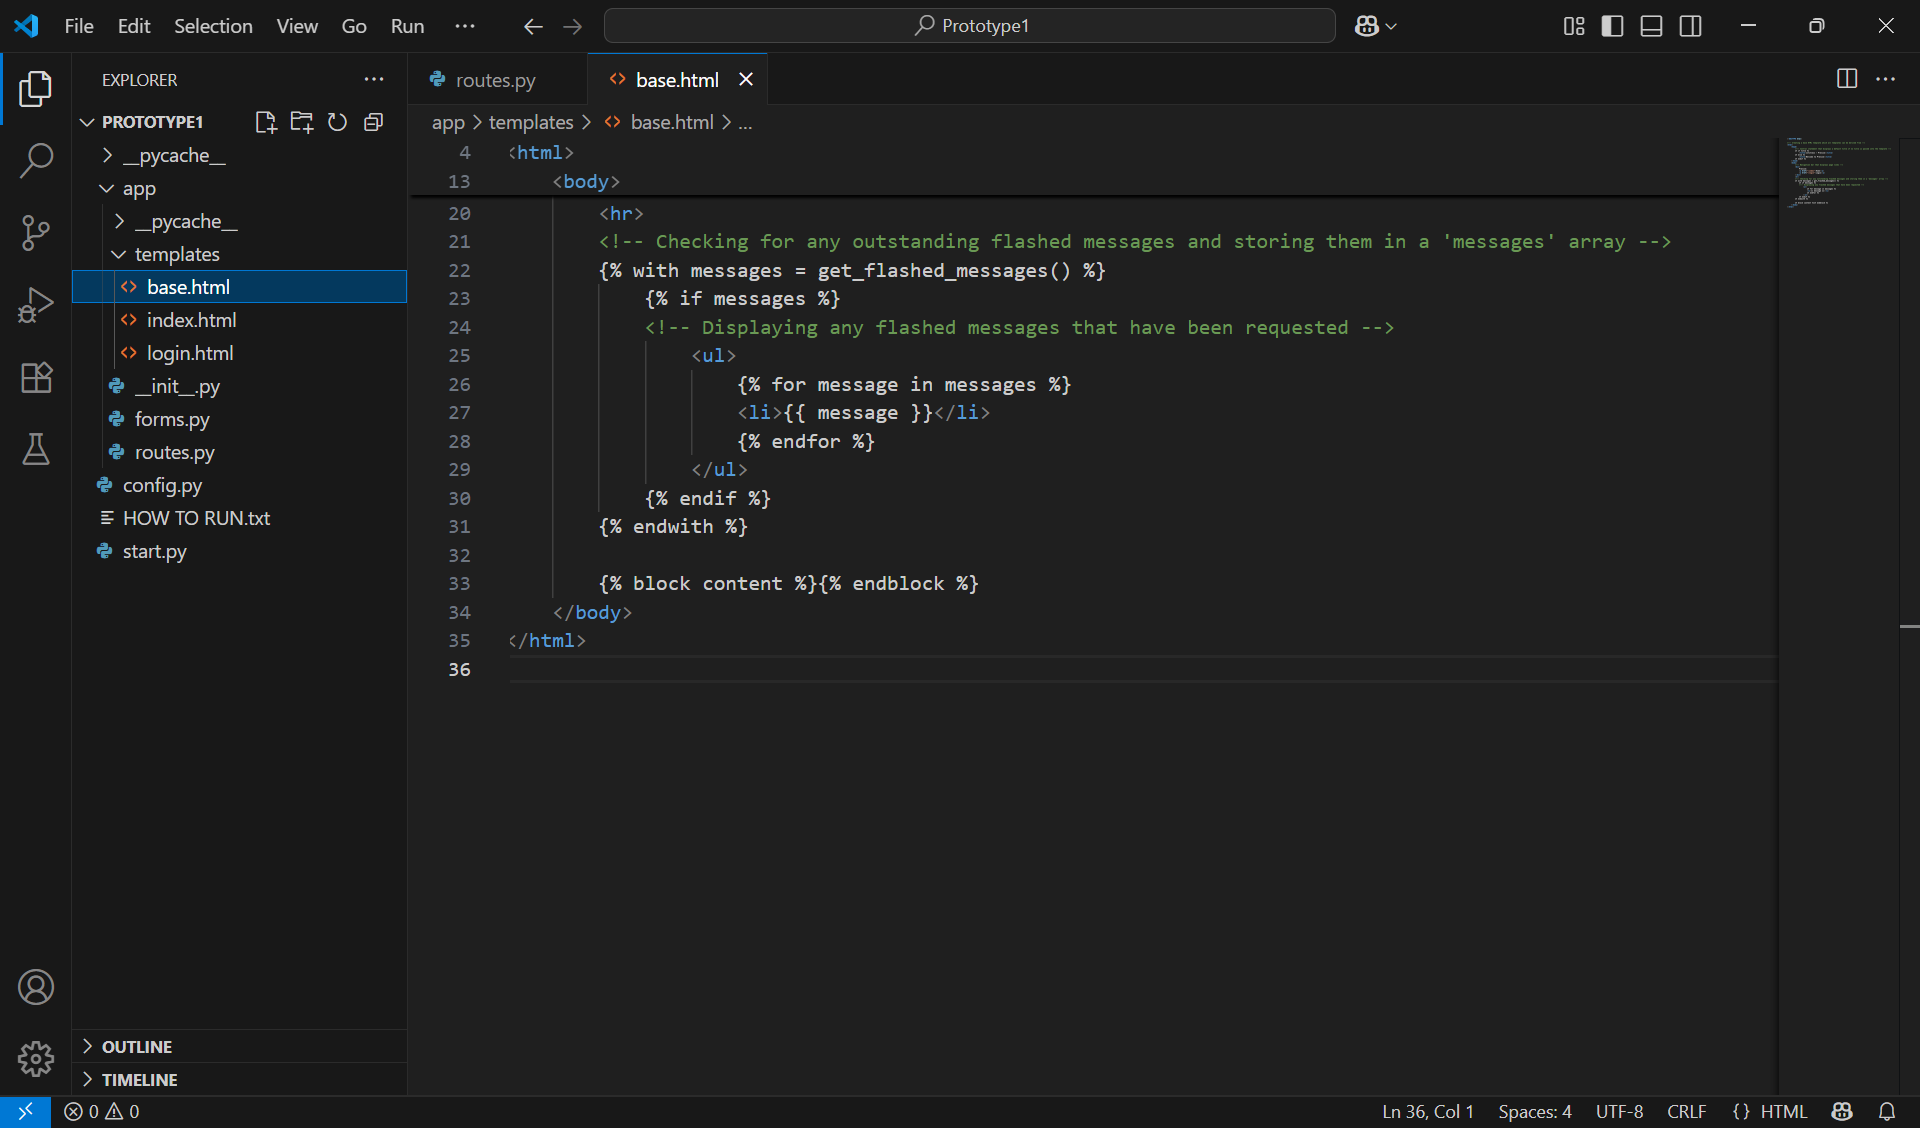 File Edit Selection View Go Run ...
Prototype1
EXPLORER
PROTOTYPE1
__pycache__
app
__pycache__
templates
base.html
index.html
login.html
__init__.py
forms.py
routes.py
config.py
HOW TO RUN.txt
start.py
OUTLINE
TIMELINE
routes.py
base.html
app > templates > base.html > ...
4 <html>
13 <body>
20 <hr>
21 <!-- Checking for any outstanding flashed messages and storing them in a 'messages' array -->
22 {% with messages = get_flashed_messages() %}
23 {% if messages %}
24 <!-- Displaying any flashed messages that have been requested -->
25 <ul>
26 {% for message in messages %}
27 <li>{{ message }}</li>
28 {% endfor %}
29 </ul>
30 {% endif %}
31 {% endwith %}
32
33 {% block content %}{% endblock %}
34 </body>
35 </html>
36
0 0
Ln 36, Col 1 Spaces: 4 UTF-8 CRLF {} HTML